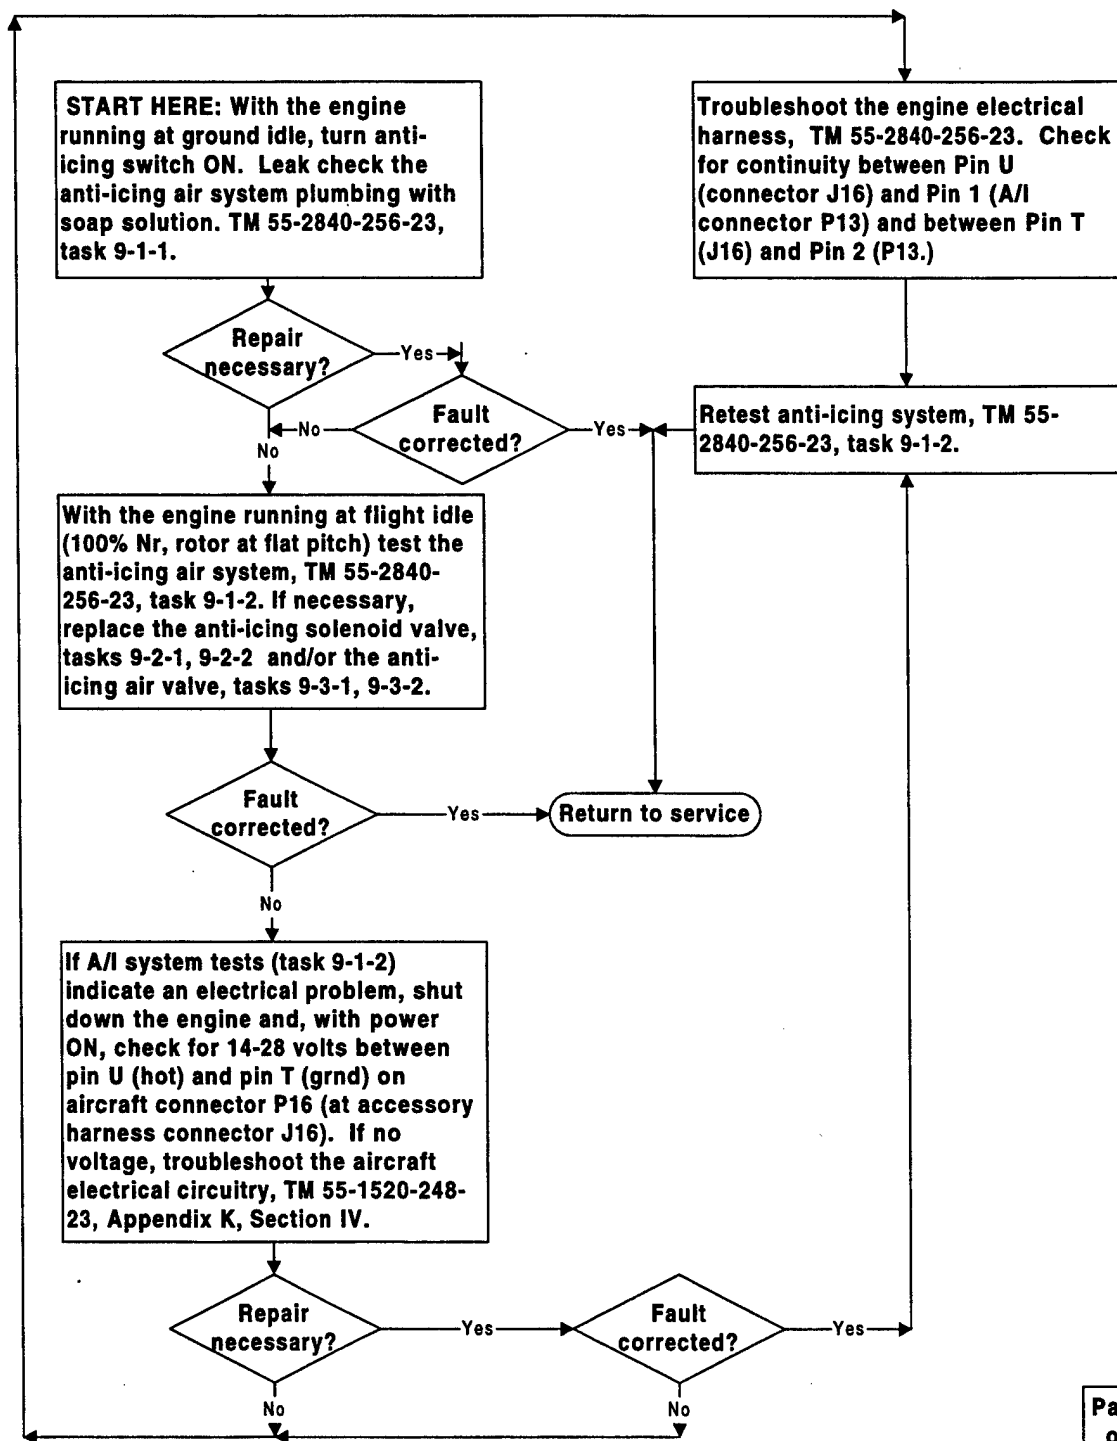 START HERE: With the engine
running at ground idle, turn anti-
icing switch ON. Leak check the
anti-icing air system plumbing with
soap solution. TM 55-2840-256-23,
task 9-1-1.
Repair
necessary?
Yes
No
Fault
corrected?
No
Yes
With the engine running at flight idle
(100% Nr, rotor at flat pitch) test the
anti-icing air system, TM 55-2840-
256-23, task 9-1-2. If necessary,
replace the anti-icing solenoid valve,
tasks 9-2-1, 9-2-2 and/or the anti-
icing air valve, tasks 9-3-1, 9-3-2.
Fault
corrected?
Yes
Return to service
No
If A/I system tests (task 9-1-2)
indicate an electrical problem, shut
down the engine and, with power
ON, check for 14-28 volts between
pin U (hot) and pin T (grnd) on
aircraft connector P16 (at accessory
harness connector J16). If no
voltage, troubleshoot the aircraft
electrical circuitry, TM 55-1520-248-
23, Appendix K, Section IV.
Repair
necessary?
Yes
No
Fault
corrected?
Yes
No
Troubleshoot the engine electrical
harness, TM 55-2840-256-23. Check
for continuity between Pin U
(connector J16) and Pin 1 (A/I
connector P13) and between Pin T
(J16) and Pin 2 (P13.)
Retest anti-icing system, TM 55-
2840-256-23, task 9-1-2.